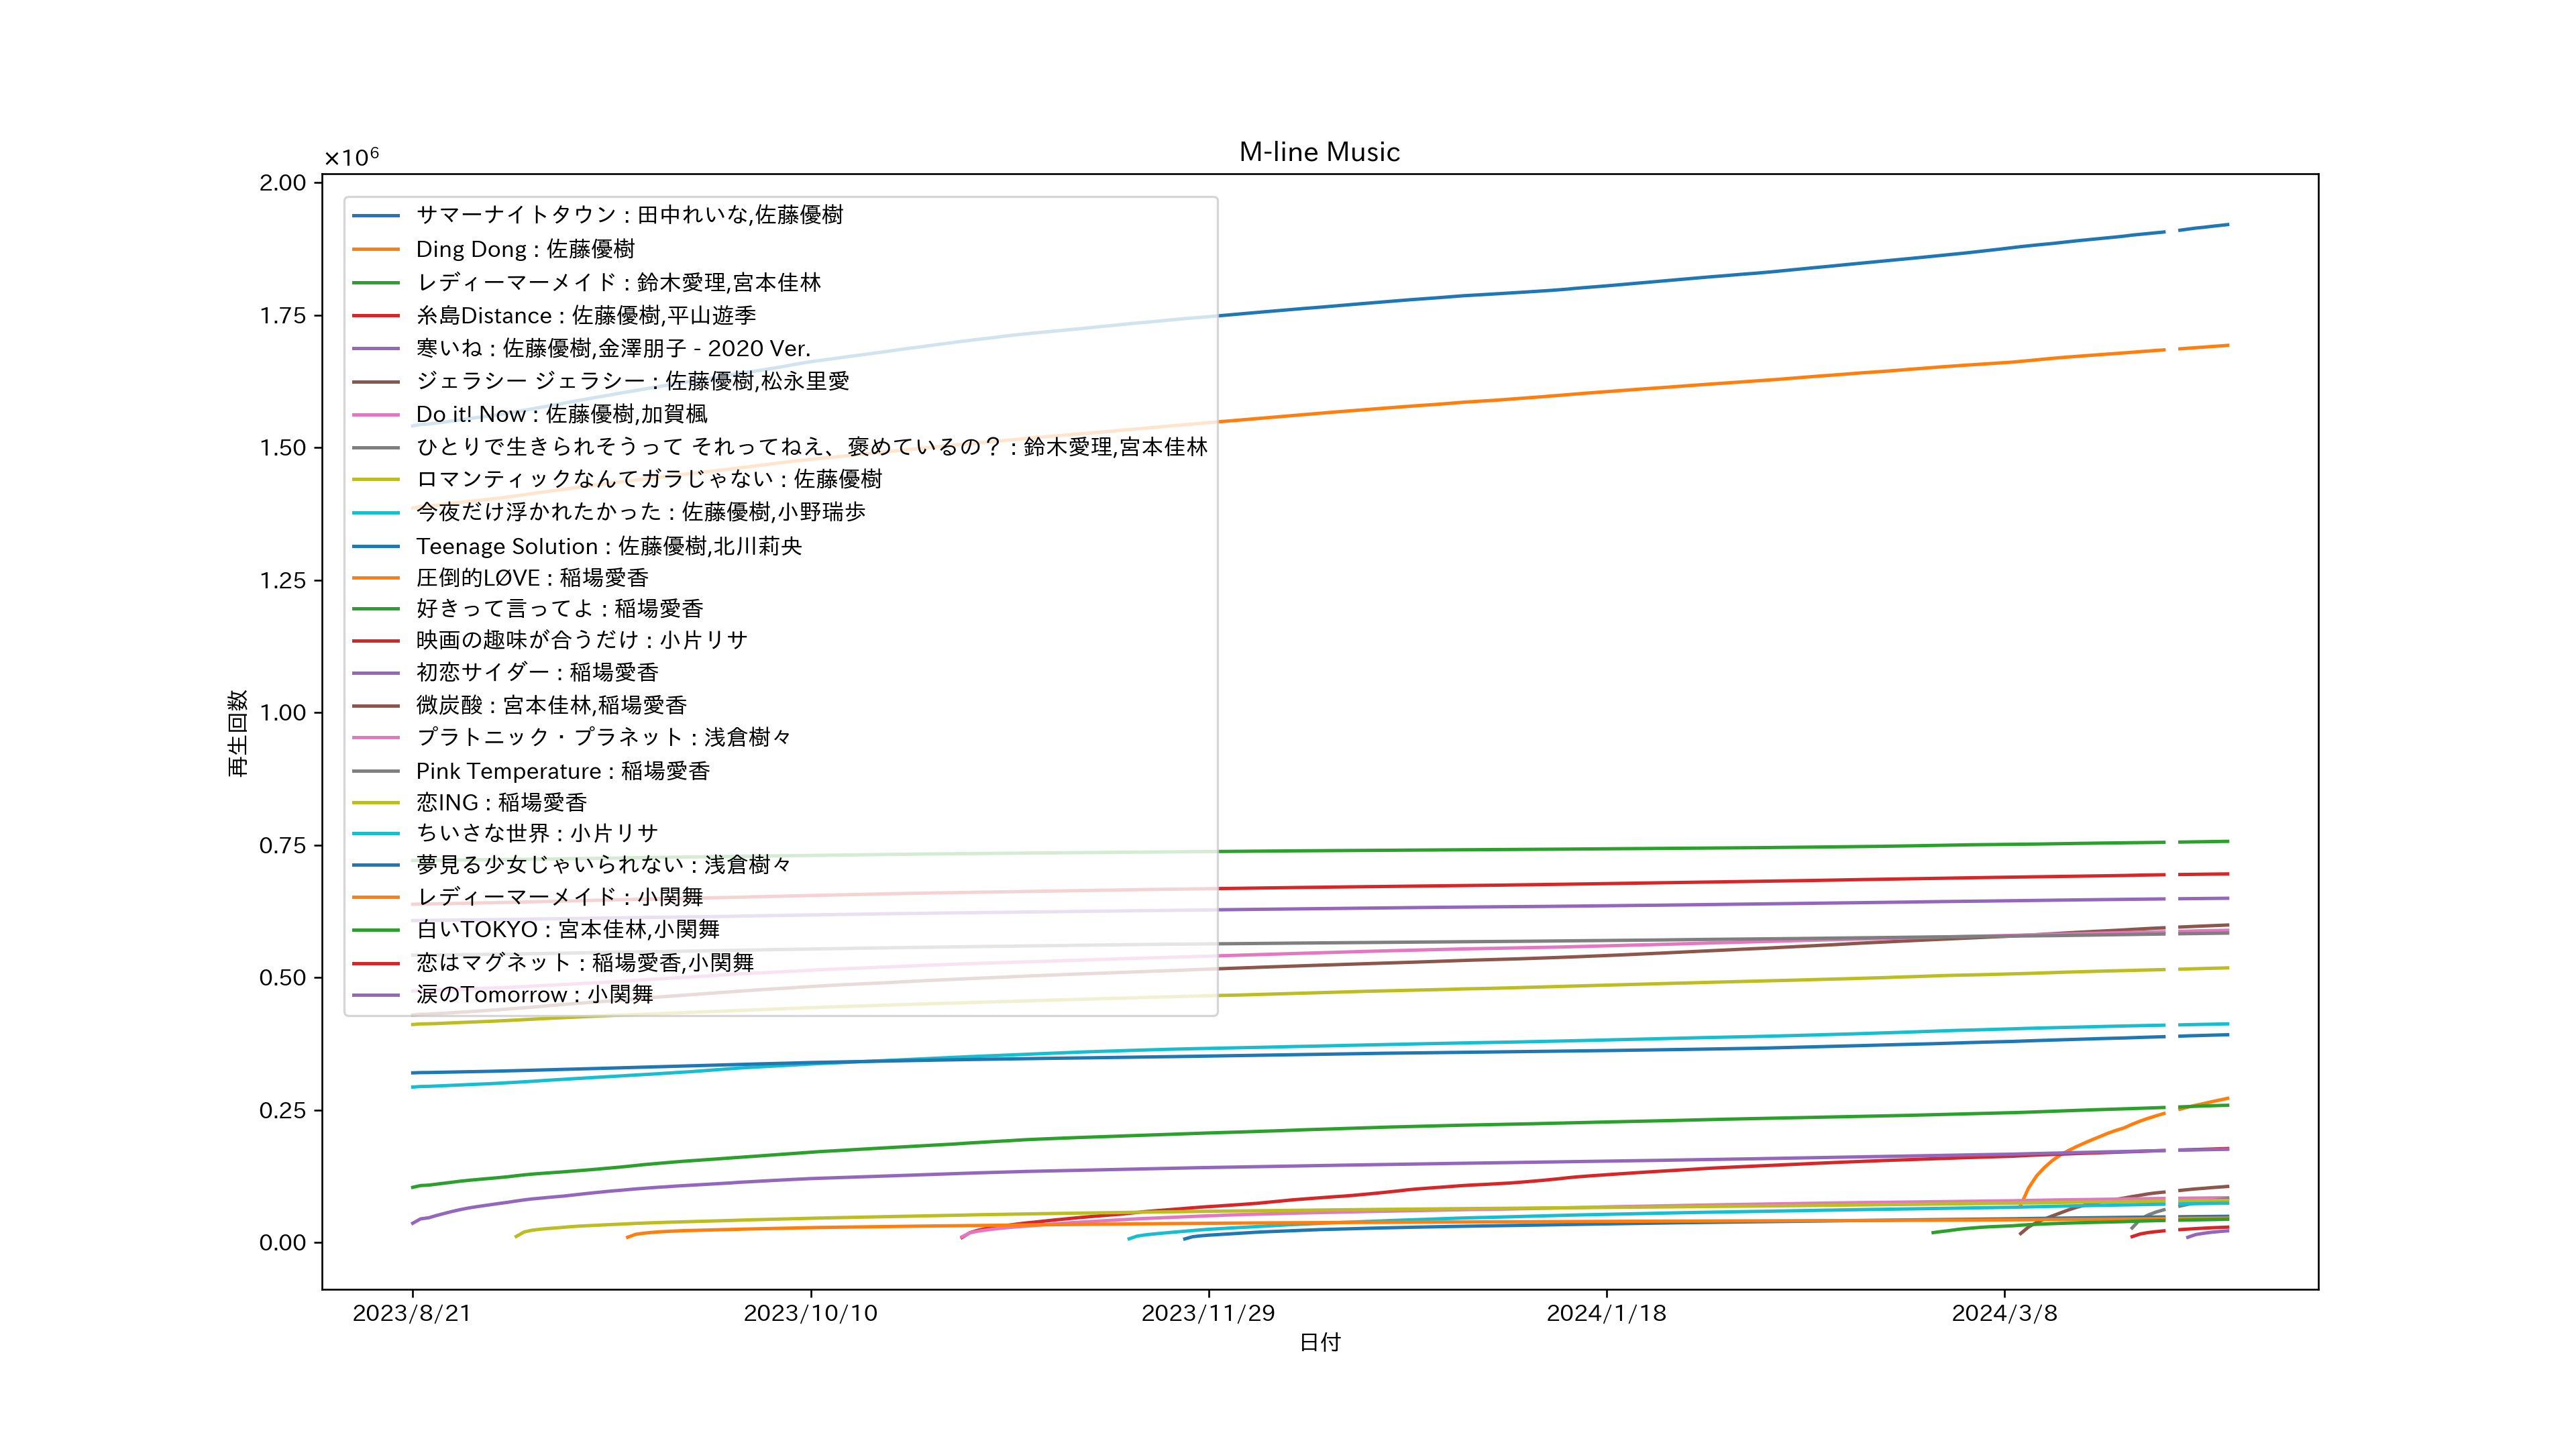 M-line Music
×10⁶
2.00
1.75
1.50
1.25
1.00
0.75
0.50
0.25
0.00
再生回数
サマーナイトタウン : 田中れいな,佐藤優樹
Ding Dong : 佐藤優樹
レディーマーメイド : 鈴木愛理,宮本佳林
糸島Distance : 佐藤優樹,平山遊季
寒いね : 佐藤優樹,金澤朋子 - 2020 Ver.
ジェラシー ジェラシー : 佐藤優樹,松永里愛
Do it! Now : 佐藤優樹,加賀楓
ひとりで生きられそうって それってねえ、褒めているの？ : 鈴木愛理,宮本佳林
ロマンティックなんてガラじゃない : 佐藤優樹
今夜だけ浮かれたかった : 佐藤優樹,小野瑞歩
Teenage Solution : 佐藤優樹,北川莉央
圧倒的LØVE : 稲場愛香
好きって言ってよ : 稲場愛香
映画の趣味が合うだけ : 小片リサ
初恋サイダー : 稲場愛香
微炭酸 : 宮本佳林,稲場愛香
プラトニック・プラネット : 浅倉樹々
Pink Temperature : 稲場愛香
恋ING : 稲場愛香
ちいさな世界 : 小片リサ
夢見る少女じゃいられない : 浅倉樹々
レディーマーメイド : 小関舞
白いTOKYO : 宮本佳林,小関舞
恋はマグネット : 稲場愛香,小関舞
涙のTomorrow : 小関舞
2023/8/21
2023/10/10
2023/11/29
2024/1/18
2024/3/8
日付